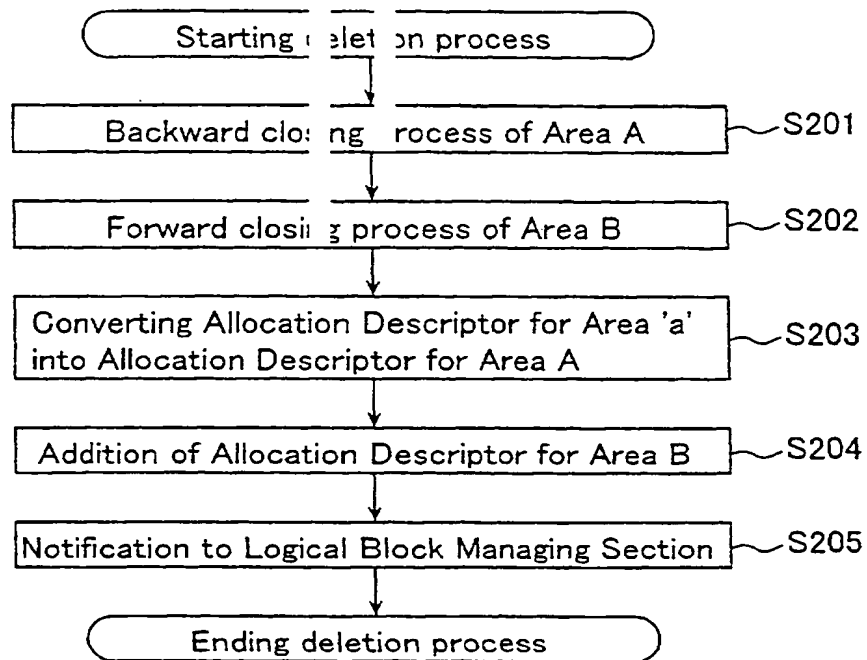 Starting deletion process
Backward closing process of Area A
S201
Forward closing process of Area B
S202
Converting Allocation Descriptor for Area 'a'
into Allocation Descriptor for Area A
S203
Addition of Allocation Descriptor for Area B
S204
Notification to Logical Block Managing Section
S205
Ending deletion process